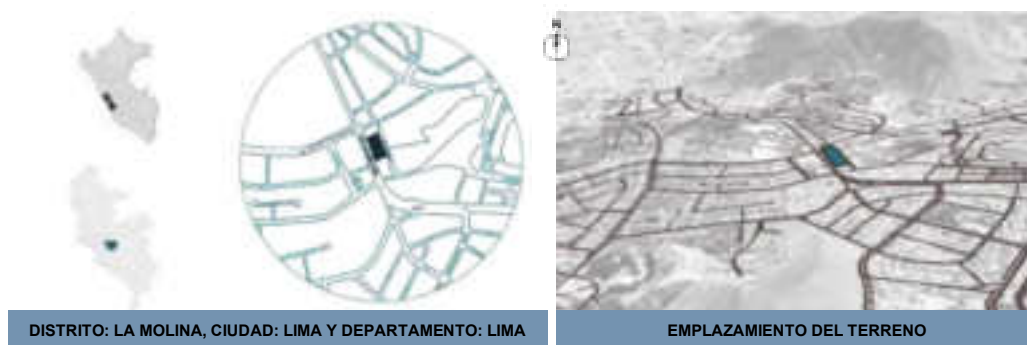 DISTRITO: LA MOLINA, CIUDAD: LIMA Y DEPARTAMENTO: LIMA
EMPLAZAMIENTO DEL TERRENO